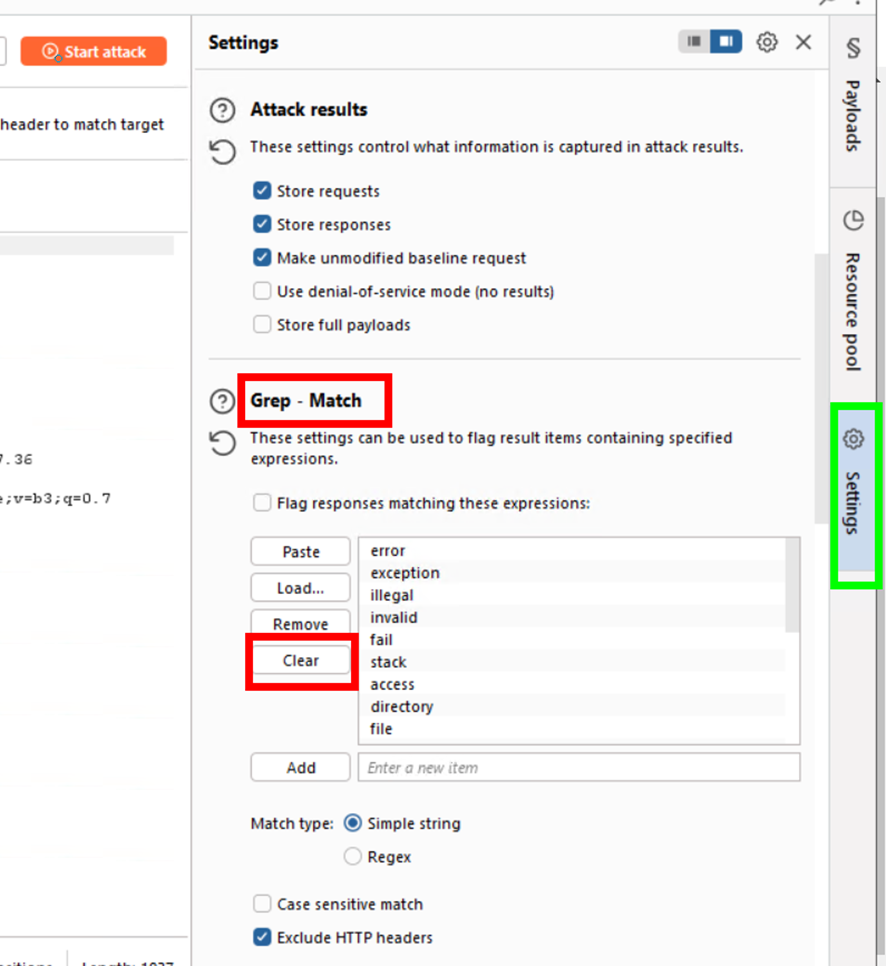 Start attack
Settings
header to match target
Attack results
These settings control what information is captured in attack results.
Store requests
Store responses
Make unmodified baseline request
Use denial-of-service mode (no results)
Store full payloads
Grep - Match
These settings can be used to flag result items containing specified
expressions.
7.36
;v=b3;q=0.7
Flag responses matching these expressions:
Paste
Load...
Remove
Clear
error
exception
illegal
invalid
fail
stack
access
directory
file
Add
Enter a new item
Match type:
Simple string
Regex
Case sensitive match
Exclude HTTP headers
§
Payloads
Resource pool
Settings